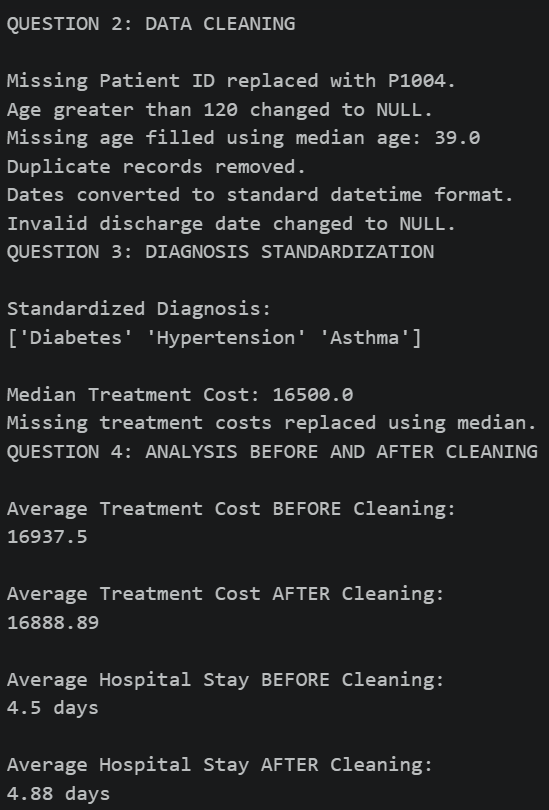 QUESTION 2: DATA CLEANING
Missing Patient ID replaced with P1004.
Age greater than 120 changed to NULL.
Missing age filled using median age: 39.0
Duplicate records removed.
Dates converted to standard datetime format.
Invalid discharge date changed to NULL.
QUESTION 3: DIAGNOSIS STANDARDIZATION
Standardized Diagnosis:
['Diabetes' 'Hypertension' 'Asthma']
Median Treatment Cost: 16500.0
Missing treatment costs replaced using median.
QUESTION 4: ANALYSIS BEFORE AND AFTER CLEANING
Average Treatment Cost BEFORE Cleaning:
16937.5
Average Treatment Cost AFTER Cleaning:
16888.89
Average Hospital Stay BEFORE Cleaning:
4.5 days
Average Hospital Stay AFTER Cleaning:
4.88 days